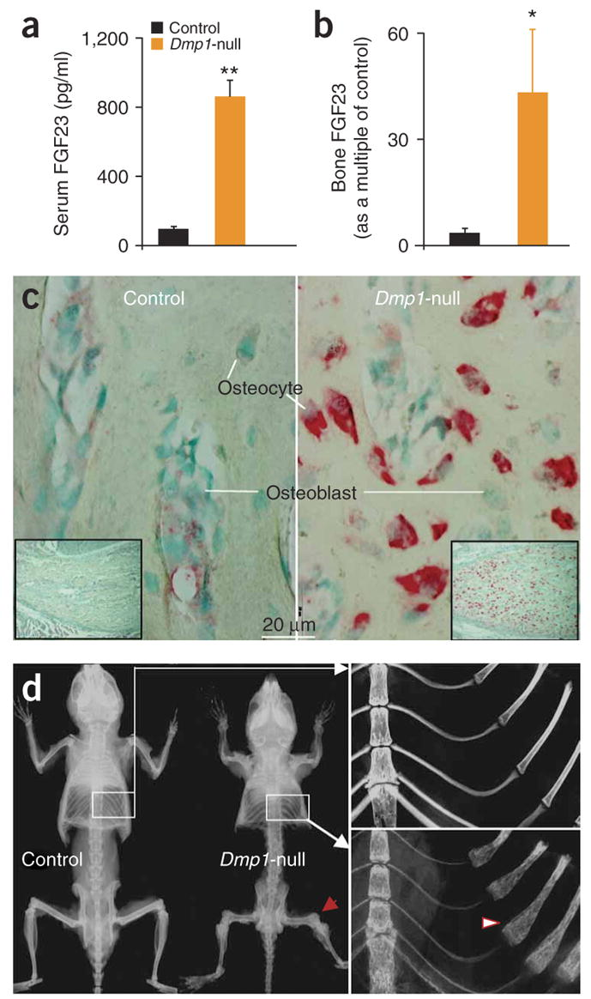 a
Control
Dmp1-null
Serum FGF23 (pg/ml)
1,200
800
400
0
**
b
Bone FGF23
(as a multiple of control)
60
30
0
*
c
Control
Dmp1-null
Osteocyte
Osteoblast
20 μm
d
Control
Dmp1-null